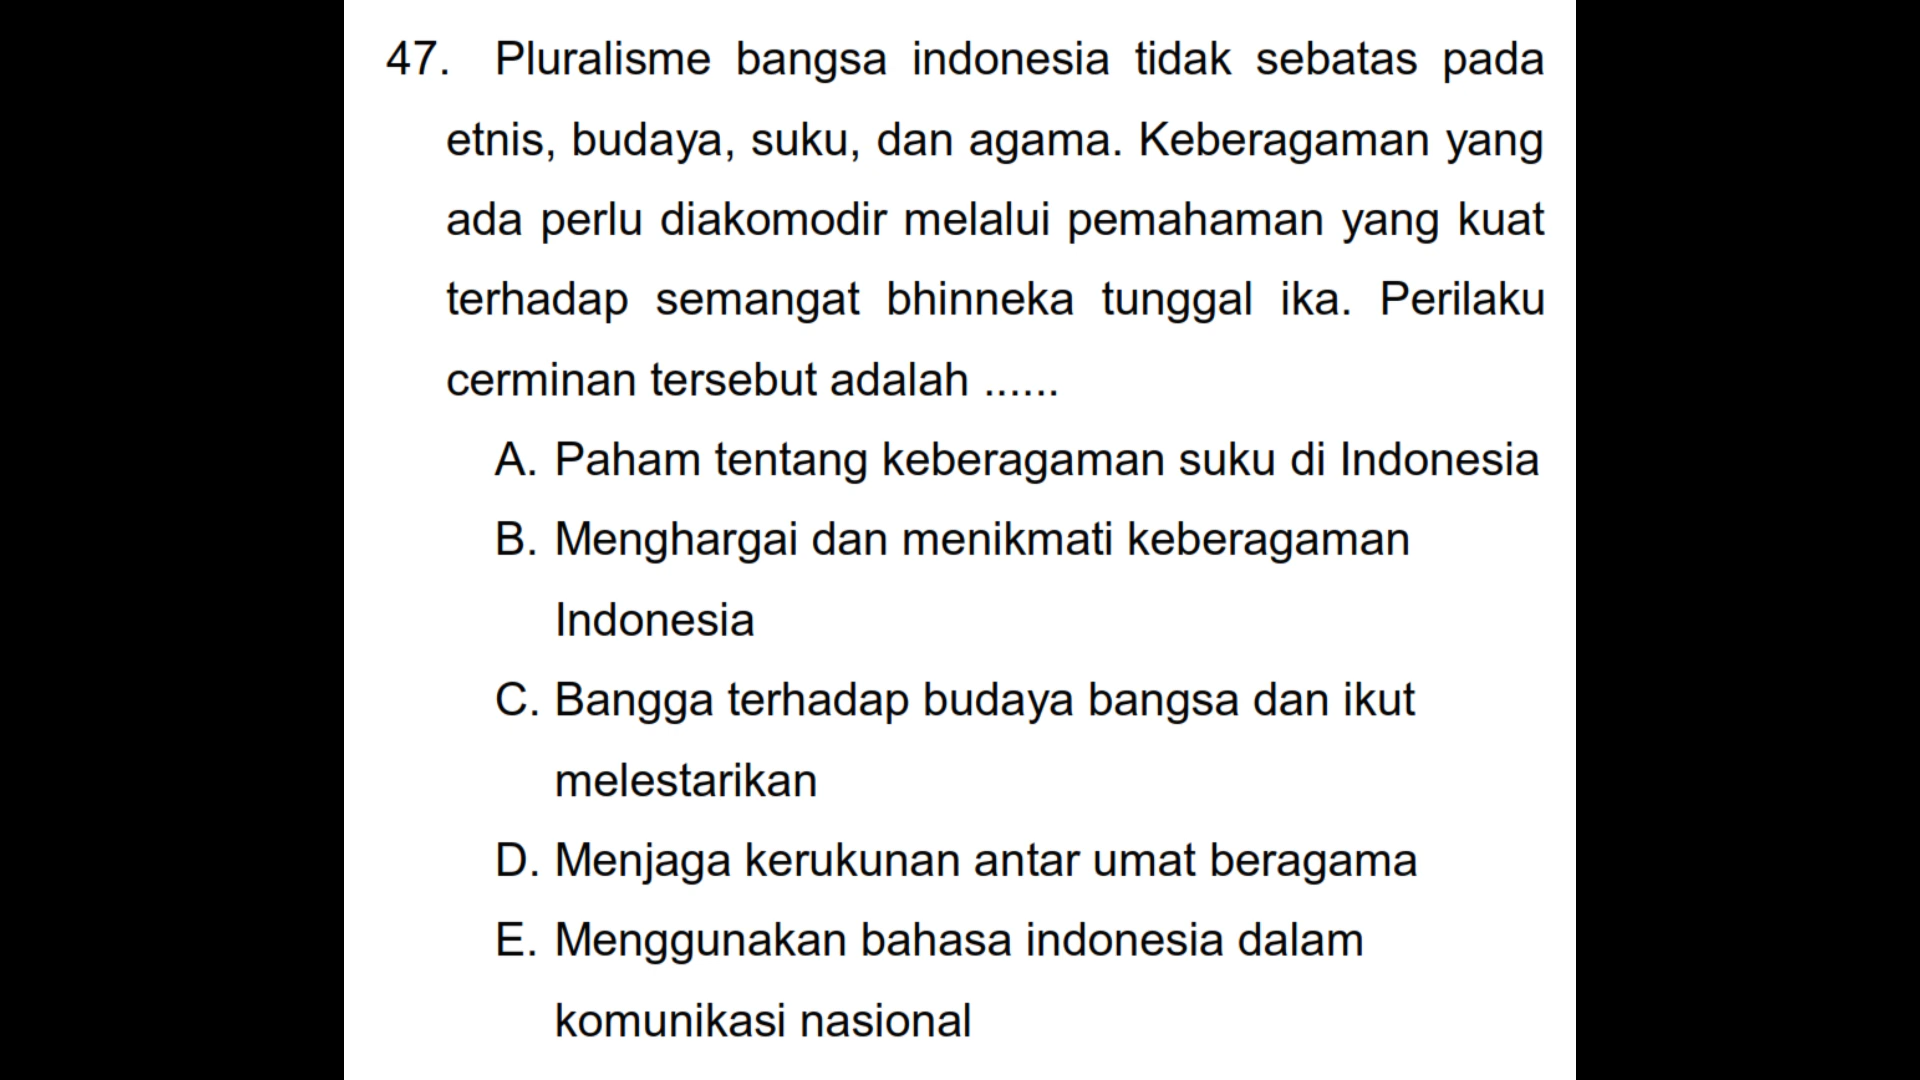 47. Pluralisme bangsa indonesia tidak sebatas pada
etnis, budaya, suku, dan agama. Keberagaman yang
ada perlu diakomodir melalui pemahaman yang kuat
terhadap semangat bhinneka tunggal ika. Perilaku
cerminan tersebut adalah ......
A. Paham tentang keberagaman suku di Indonesia
B. Menghargai dan menikmati keberagaman
Indonesia
C. Bangga terhadap budaya bangsa dan ikut
melestarikan
D. Menjaga kerukunan antar umat beragama
E. Menggunakan bahasa indonesia dalam
komunikasi nasional